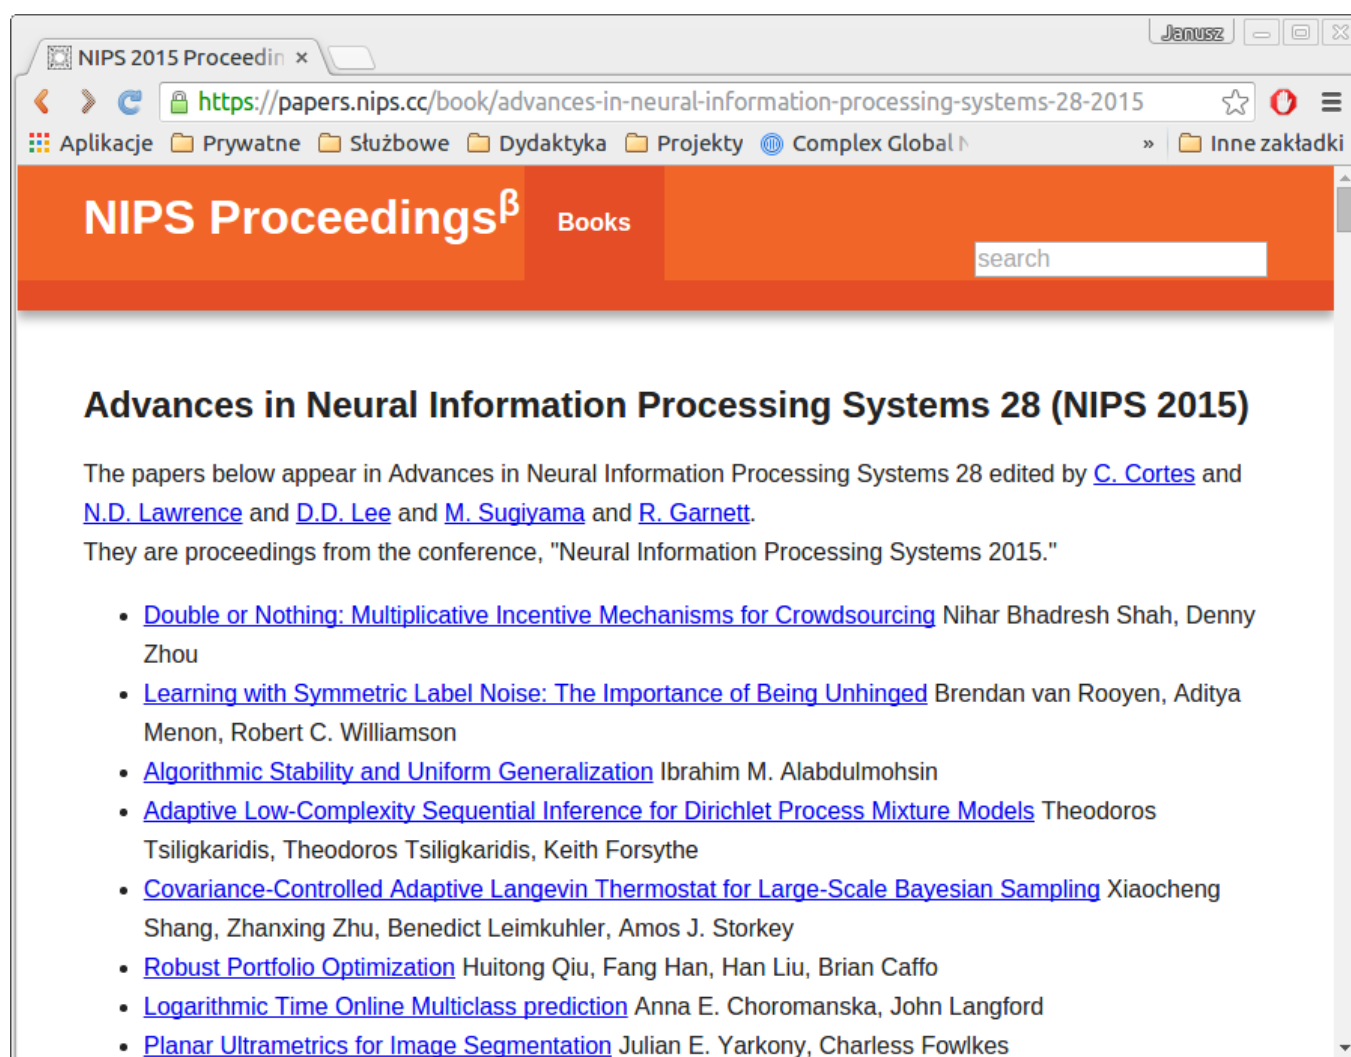 Janusz
NIPS 2015 Proceedin
https://papers.nips.cc/book/advances-in-neural-information-processing-systems-28-2015
Aplikacje Prywatne Służbowe Dydaktyka Projekty Complex Global N » Inne zakładki
NIPS Proceedingsβ Books
search
Advances in Neural Information Processing Systems 28 (NIPS 2015)
The papers below appear in Advances in Neural Information Processing Systems 28 edited by C. Cortes and
N.D. Lawrence and D.D. Lee and M. Sugiyama and R. Garnett.
They are proceedings from the conference, "Neural Information Processing Systems 2015."
• Double or Nothing: Multiplicative Incentive Mechanisms for Crowdsourcing Nihar Bhadresh Shah, Denny
Zhou
• Learning with Symmetric Label Noise: The Importance of Being Unhinged Brendan van Rooyen, Aditya
Menon, Robert C. Williamson
• Algorithmic Stability and Uniform Generalization Ibrahim M. Alabdulmohsin
• Adaptive Low-Complexity Sequential Inference for Dirichlet Process Mixture Models Theodoros
Tsiligkaridis, Theodoros Tsiligkaridis, Keith Forsythe
• Covariance-Controlled Adaptive Langevin Thermostat for Large-Scale Bayesian Sampling Xiaocheng
Shang, Zhanxing Zhu, Benedict Leimkuhler, Amos J. Storkey
• Robust Portfolio Optimization Huitong Qiu, Fang Han, Han Liu, Brian Caffo
• Logarithmic Time Online Multiclass prediction Anna E. Choromanska, John Langford
• Planar Ultrametrics for Image Segmentation Julian E. Yarkony, Charless Fowlkes